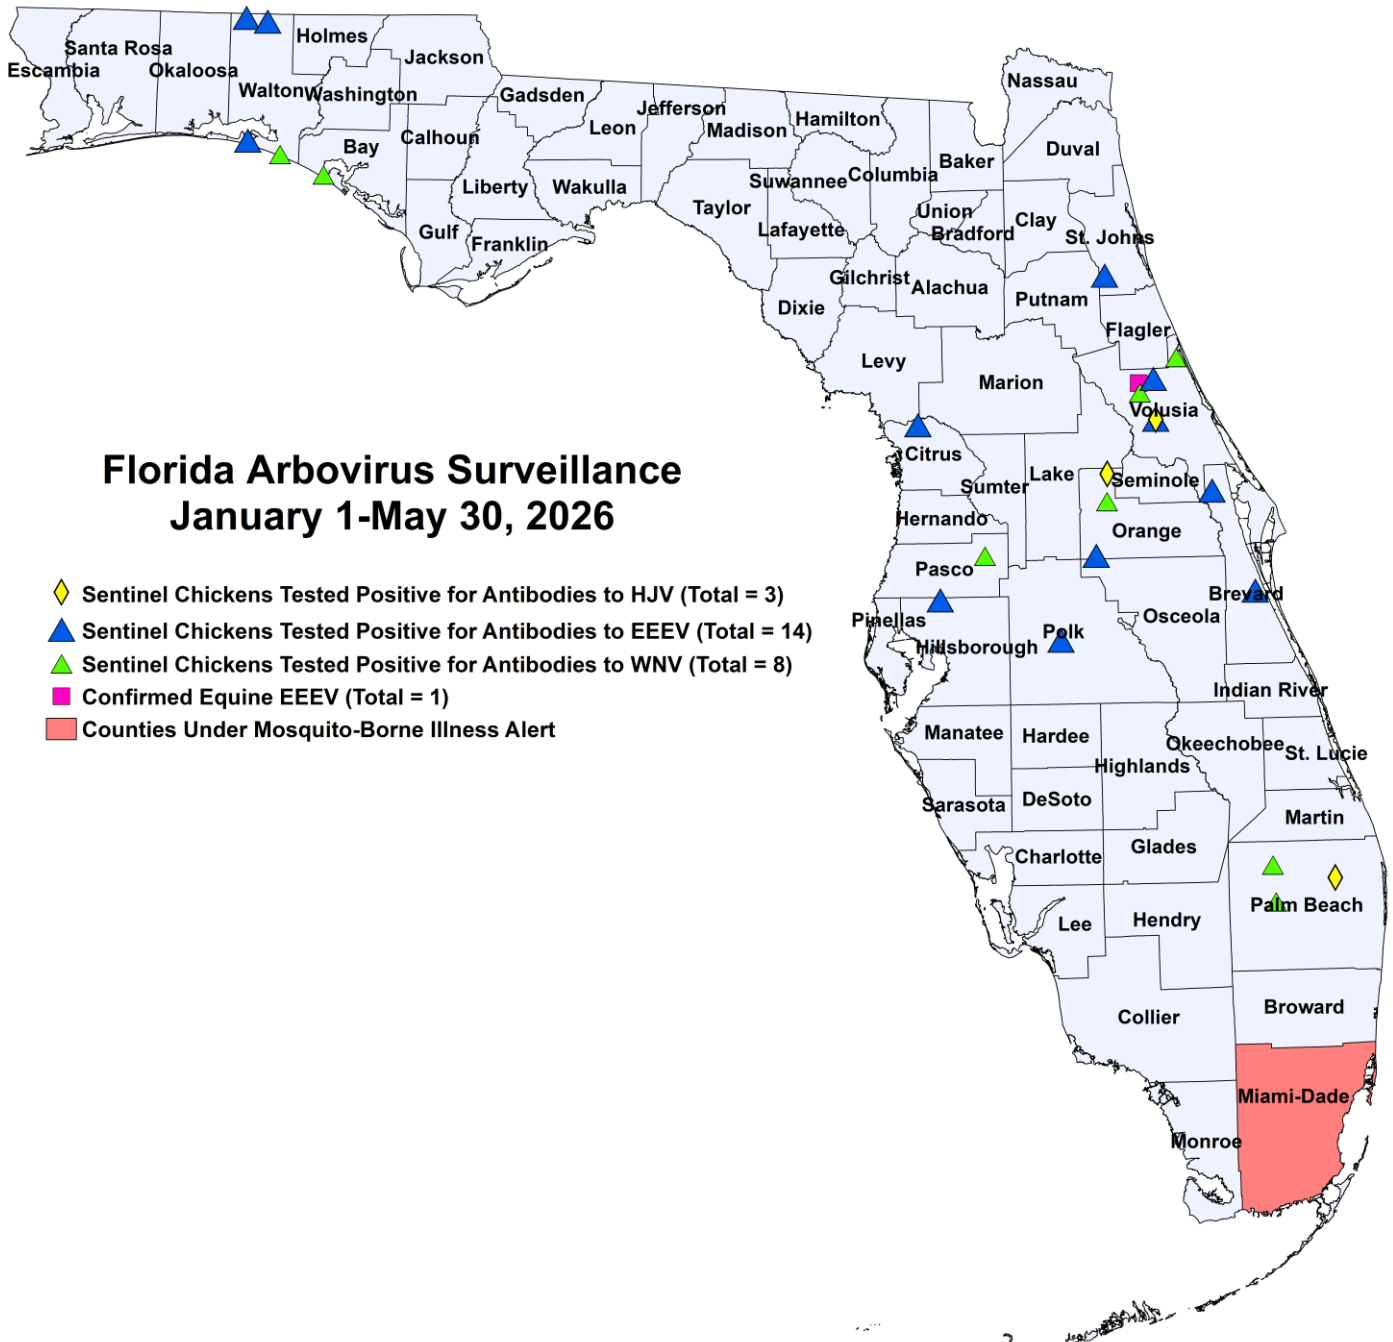 Holmes
Santa Rosa
Jackson
Escambia
Okaloosa
Nassau
Walton
Washington
Gadsden
Jefferson
Hamilton
Leon
Madison
Calhoun
Bay
Duval
Baker
Columbia
Suwannee
Liberty
Wakulla
Taylor
Union
Clay
Lafayette
Bradford
Gulf
St. Johns
Franklin
Gilchrist
Alachua
Putnam
Dixie
Flagler
Levy
Marion
Volusia
Citrus
Florida Arbovirus Surveillance
January 1-May 30, 2026
Lake
Seminole
Sumter
Hernando
Orange
Pasco
Sentinel Chickens Tested Positive for Antibodies to HJV (Total = 3)
Brevard
Osceola
Pinellas
Sentinel Chickens Tested Positive for Antibodies to EEEV (Total = 14)
Polk
Hillsborough
Sentinel Chickens Tested Positive for Antibodies to WNV (Total = 8)
Indian River
Confirmed Equine EEEV (Total = 1)
Counties Under Mosquito-Borne Illness Alert
Manatee
Hardee
Okeechobee
St. Lucie
Highlands
Sarasota
DeSoto
Martin
Glades
Charlotte
Palm Beach
Lee
Hendry
Broward
Collier
Miami-Dade
Monroe